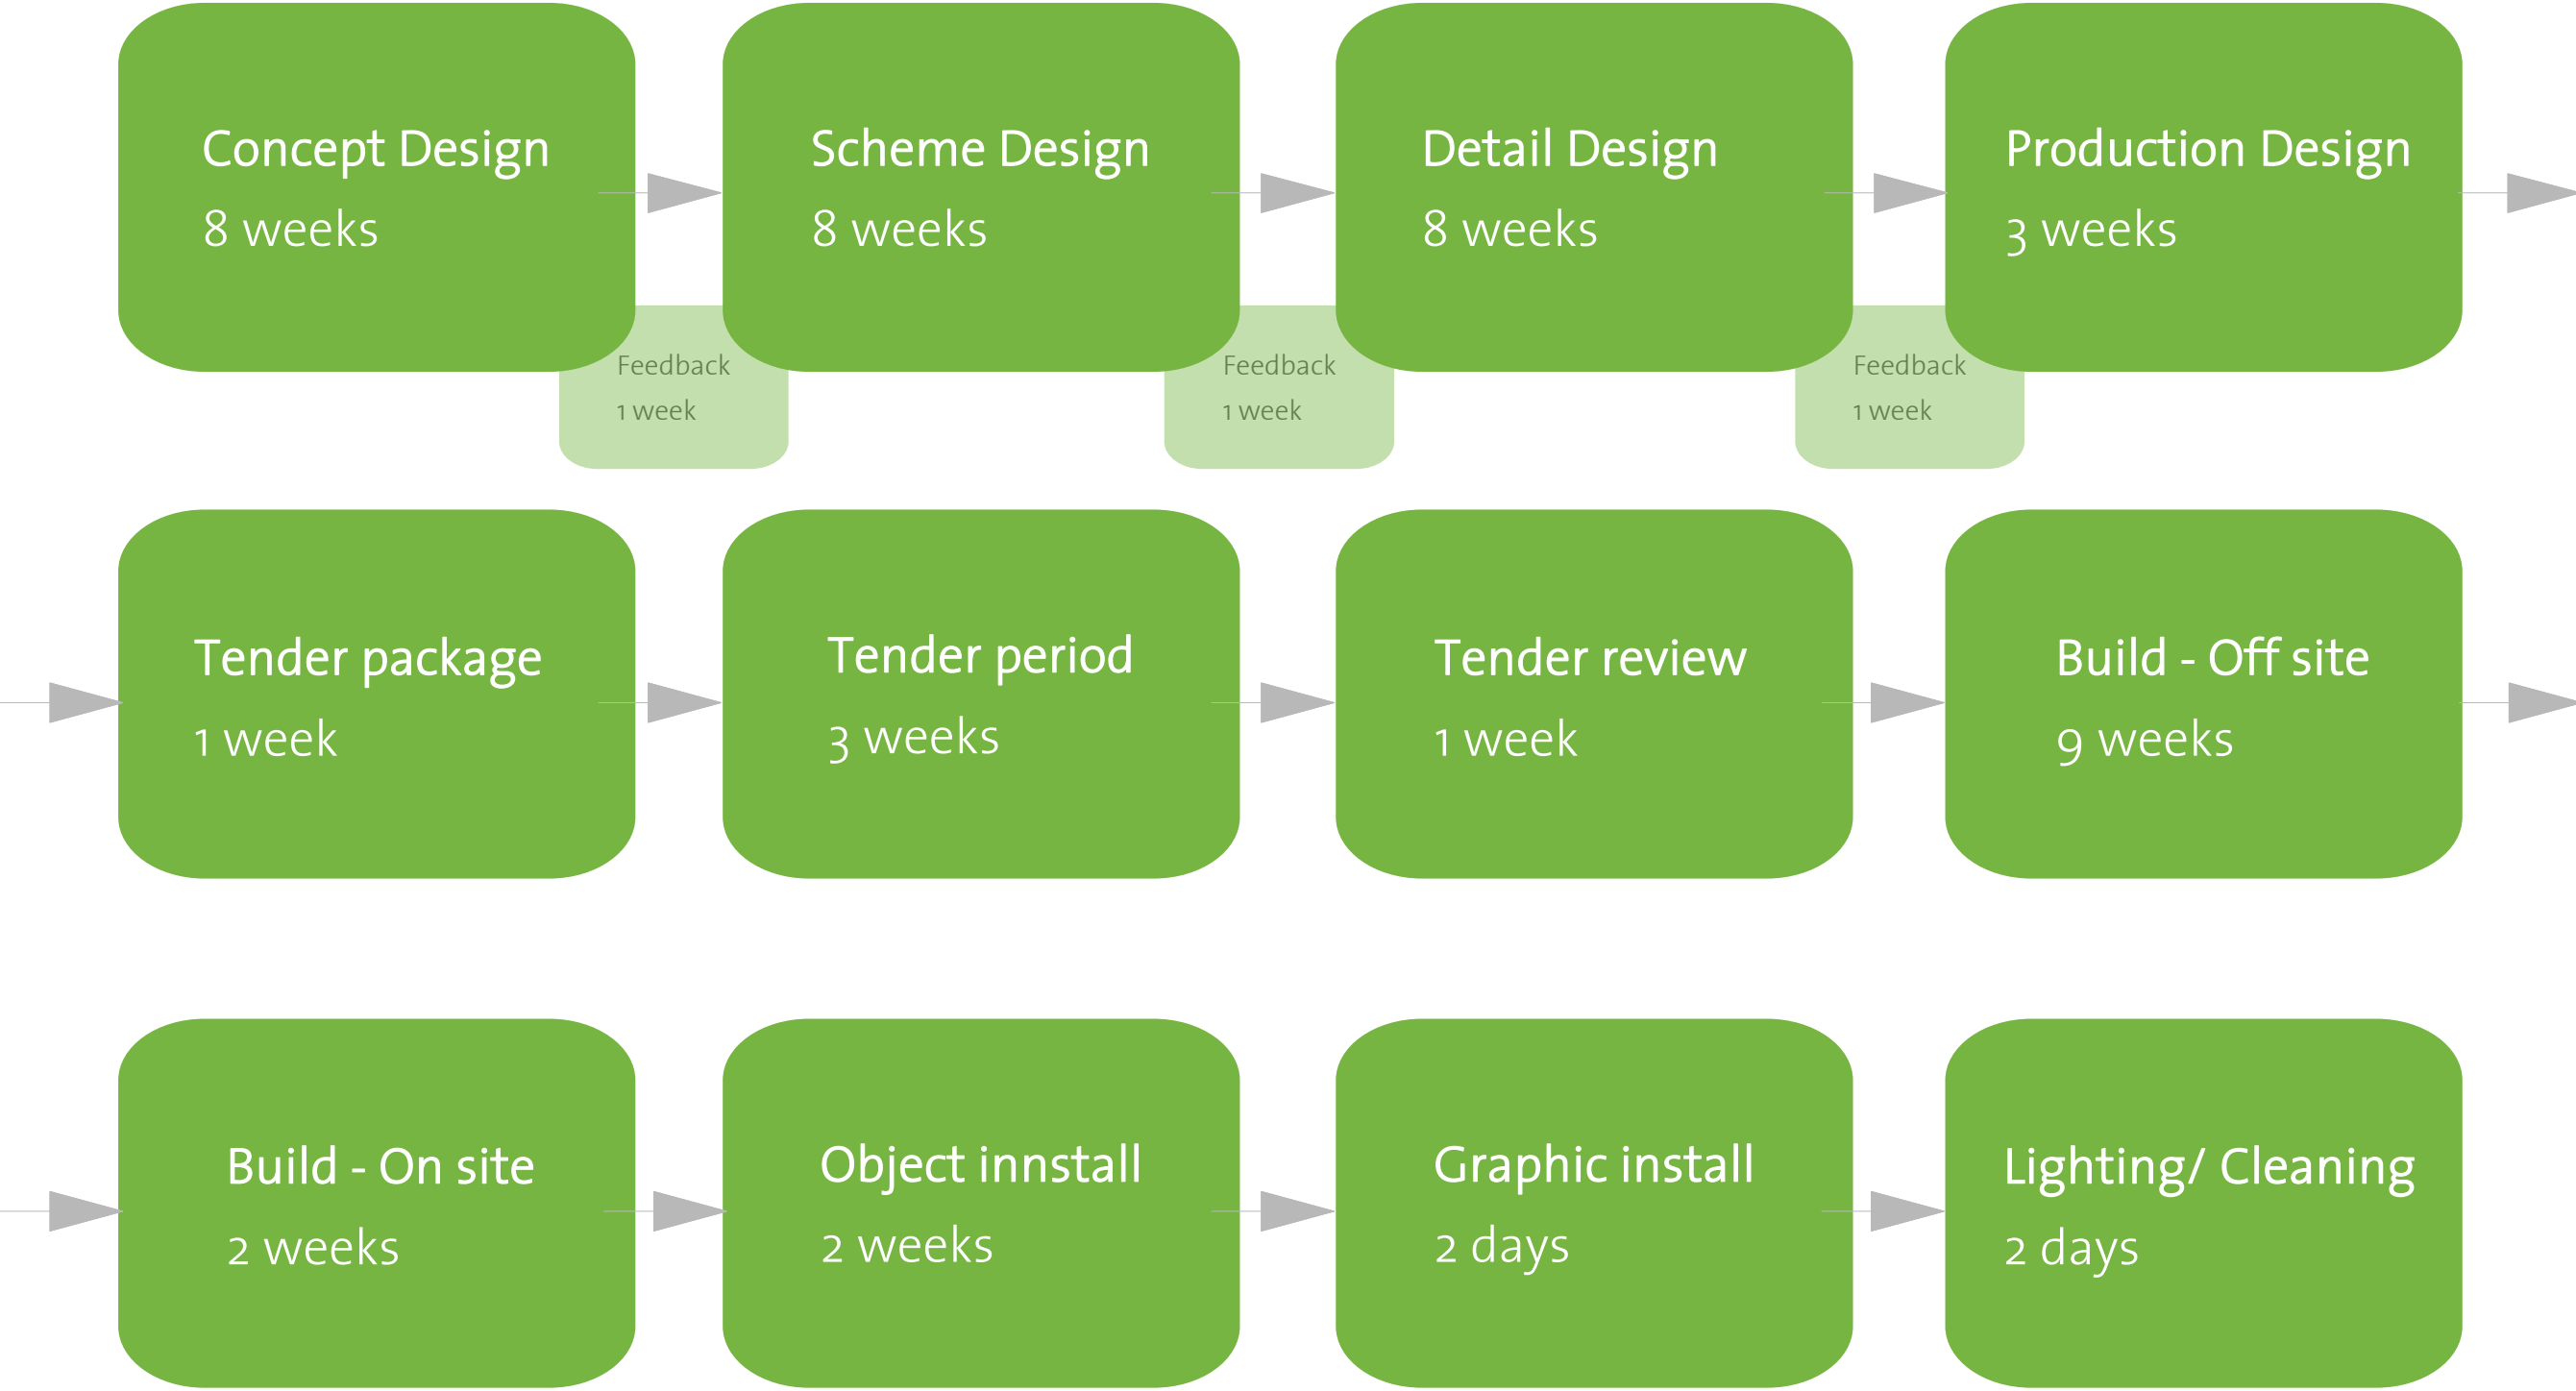 Concept Design
8 weeks
Scheme Design
8 weeks
Detail Design
8 weeks
Production Design
3 weeks
Feedback
1 week
Feedback
1 week
Feedback
1 week
Tender package
1 week
Tender period
3 weeks
Tender review
1 week
Build - Off site
9 weeks
Build - On site
2 weeks
Object innstall
2 weeks
Graphic install
2 days
Lighting/ Cleaning
2 days